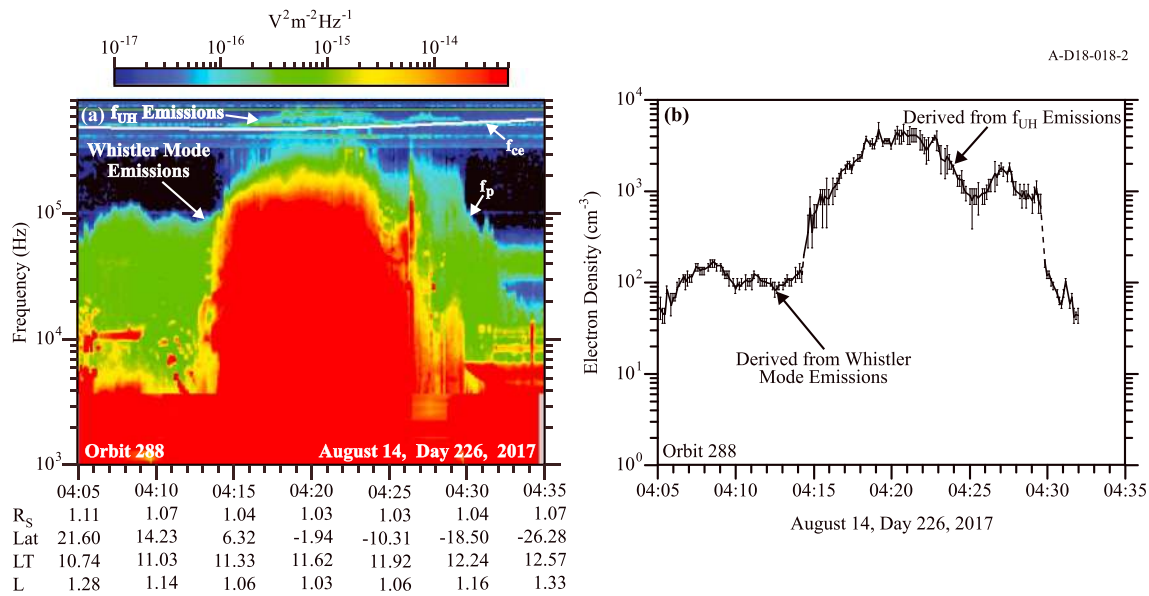 V²m⁻²Hz⁻¹
10⁻¹⁷ 10⁻¹⁶ 10⁻¹⁵ 10⁻¹⁴
A-D18-018-2
(a) fUH Emissions
Whistler Mode
Emissions
fce
fp
Frequency (Hz)
10⁵
10⁴
10³
Orbit 288 August 14, Day 226, 2017
04:05 04:10 04:15 04:20 04:25 04:30 04:35
RS 1.11 1.07 1.04 1.03 1.03 1.04 1.07
Lat 21.60 14.23 6.32 -1.94 -10.31 -18.50 -26.28
LT 10.74 11.03 11.33 11.62 11.92 12.24 12.57
L 1.28 1.14 1.06 1.03 1.06 1.16 1.33
(b)
Derived from fUH Emissions
Derived from Whistler
Mode Emissions
Electron Density (cm⁻³)
10⁴
10³
10²
10¹
10⁰
Orbit 288
04:05 04:10 04:15 04:20 04:25 04:30 04:35
August 14, Day 226, 2017